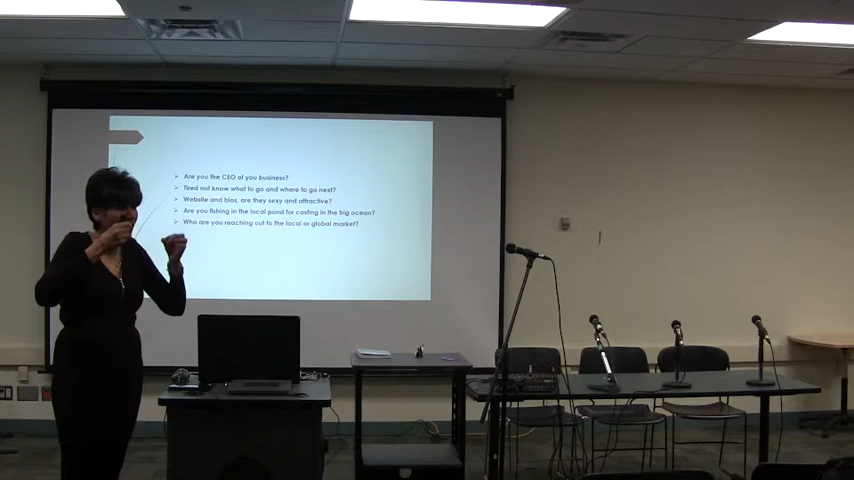 Are you the CEO of you business?
Tired not know what to go and where to go next?
Website and bios, are they sexy and attractive?
Are you fishing in the local pond for casting in the big ocean?
Who are you reaching out to the local or global market?